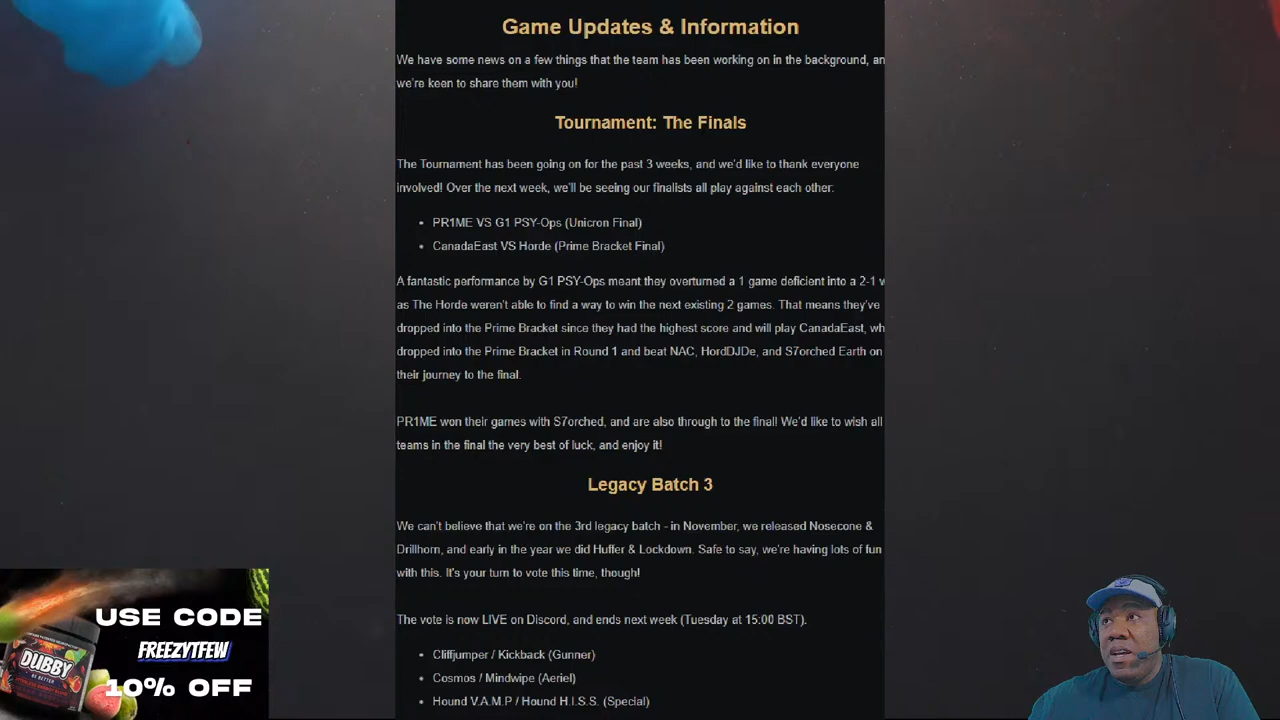 Game Updates & Information
We have some news on a few things that the team has been working on in the background, an
we're keen to share them with you!
Tournament: The Finals
The Tournament has been going on for the past 3 weeks, and we'd like to thank everyone
involved! Over the next week, we'll be seeing our finalists all play against each other:
• PR1ME VS G1 PSY-Ops (Unicron Final)
• CanadaEast VS Horde (Prime Bracket Final)
A fantastic performance by G1 PSY-Ops meant they overturned a 1 game deficient into a 2-1 w
as The Horde weren't able to find a way to win the next existing 2 games. That means they've
dropped into the Prime Bracket since they had the highest score and will play CanadaEast, wh
dropped into the Prime Bracket in Round 1 and beat NAC, HordDJDe, and S7orched Earth on
their journey to the final.
PR1ME won their games with S7orched, and are also through to the final! We'd like to wish all
teams in the final the very best of luck, and enjoy it!
Legacy Batch 3
We can't believe that we're on the 3rd legacy batch - in November, we released Nosecone &
Drillhorn, and early in the year we did Huffer & Lockdown. Safe to say, we're having lots of fun
with this. It's your turn to vote this time, though!
The vote is now LIVE on Discord, and ends next week (Tuesday at 15:00 BST).
• Cliffjumper / Kickback (Gunner)
• Cosmos / Mindwipe (Aeriel)
• Hound V.A.M.P / Hound H.I.S.S. (Special)
USE CODE
FREEZYTFEW
10% OFF
DUBBY
BE BETTER